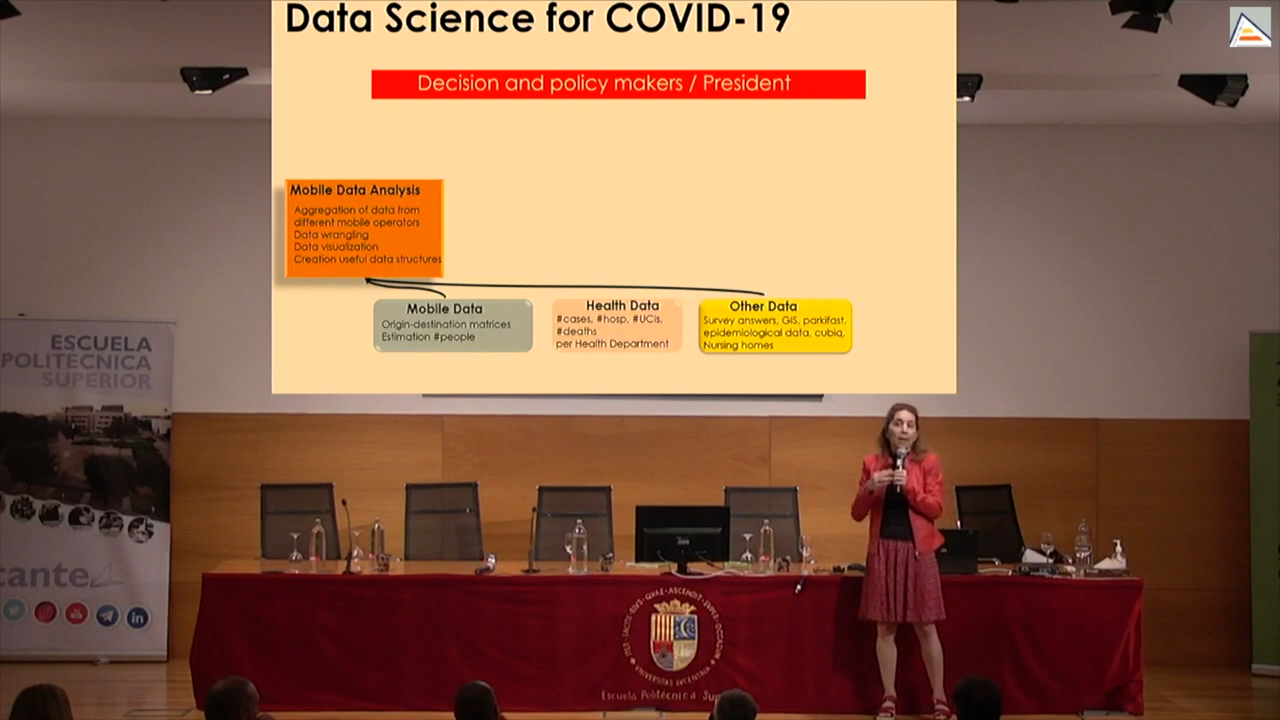 Data Science for COVID-19
Decision and policy makers / President
Mobile Data Analysis
Aggregation of data from
different mobile operators
Data wrangling
Data visualization
Creation useful data structures
Mobile Data
Origin-destination matrices
Estimation #people
Health Data
#cases, #hosp, #UCIs,
#deaths
per Health Department
Other Data
Survey answers, GIS, parkifast,
epidemiological data, cubiq,
Nursing homes
ESCUELA
POLITECNICA
SUPERIOR
cante
Escuela Politécnica Sup